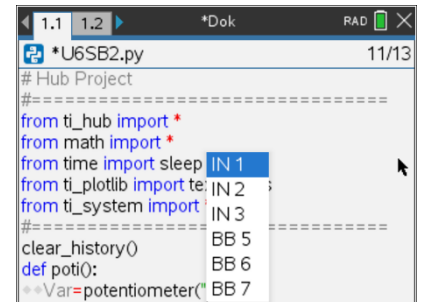 1.1 1.2 *Dok RAD
*U6SB2.py 11/13
# Hub Project
#================================
from ti_hub import *
from math import *
from time import sleep
from ti_plotlib import
from ti_system import
#================================
clear_history()
def poti():
◆◆Var=potentiometer("
IN 1
IN 2
IN 3
BB 5
BB 6
BB 7